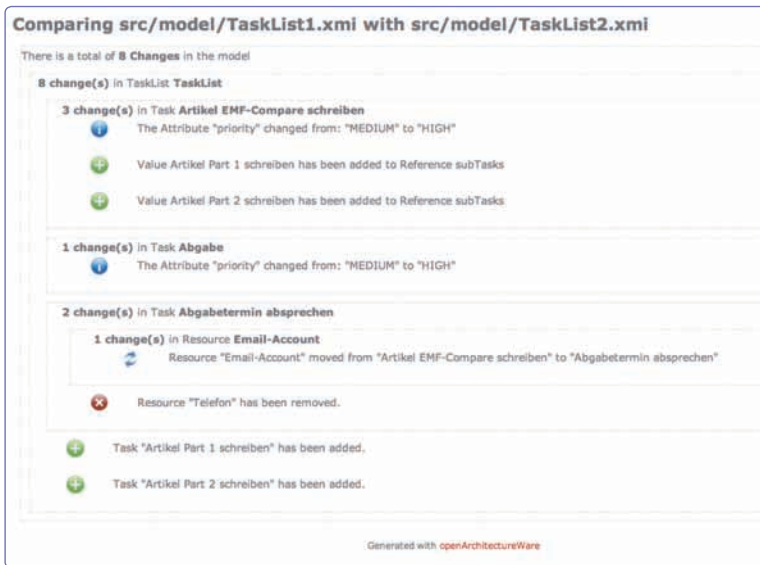 Comparing src/model/TaskList1.xmi with src/model/TaskList2.xmi
There is a total of 8 Changes in the model
8 change(s) in TaskList TaskList
3 change(s) in Task Artikel EMF-Compare schreiben
The Attribute "priority" changed from: "MEDIUM" to "HIGH"
Value Artikel Part 1 schreiben has been added to Reference subTasks
Value Artikel Part 2 schreiben has been added to Reference subTasks
1 change(s) in Task Abgabe
The Attribute "priority" changed from: "MEDIUM" to "HIGH"
2 change(s) in Task Abgabetermin absprechen
1 change(s) in Resource Email-Account
Resource "Email-Account" moved from "Artikel EMF-Compare schreiben" to "Abgabetermin absprechen"
Resource "Telefon" has been removed.
Task "Artikel Part 1 schreiben" has been added.
Task "Artikel Part 2 schreiben" has been added.
Generated with openArchitectureWare